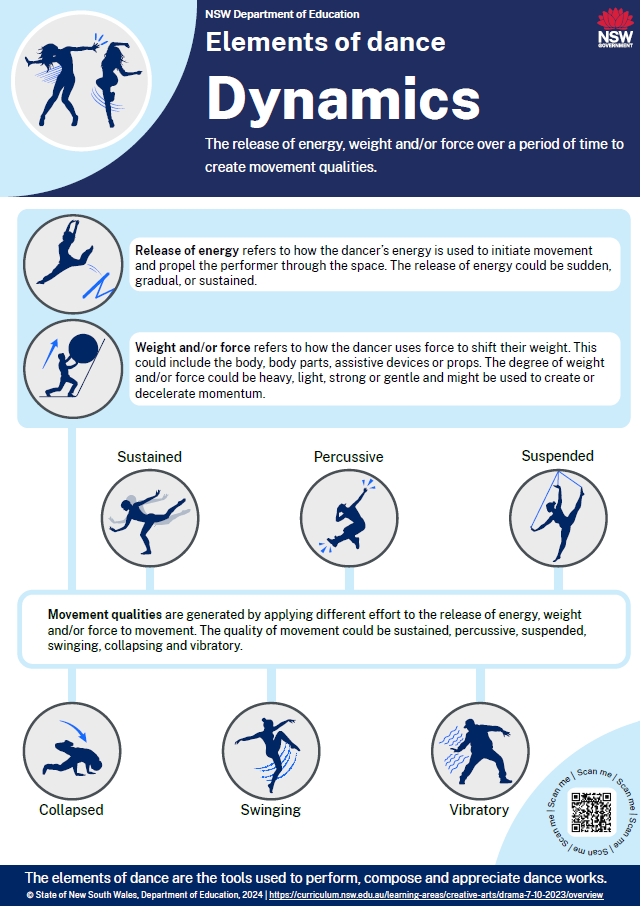 NSW Department of Education
Elements of dance
NSW
GOVERNMENT
Dynamics
The release of energy, weight and/or force over a period of time to
create movement qualities.
Release of energy refers to how the dancer's energy is used to initiate movement
and propel the performer through the space. The release of energy could be sudden,
gradual, or sustained.
Weight and/or force refers to how the dancer uses force to shift their weight. This
could include the body, body parts, assistive devices or props. The degree of weight
and/or force could be heavy, light, strong or gentle and might be used to create or
decelerate momentum.
Sustained
Percussive
Suspended
Movement qualities are generated by applying different effort to the release of energy, weight
and/or force to movement. The quality of movement could be sustained, percussive, suspended,
swinging, collapsing and vibratory.
Collapsed
Swinging
Vibratory
Scan me | Scan me | Scan me | Scan me | Scan me | Scan me | Scan me |
The elements of dance are the tools used to perform, compose and appreciate dance works.
© State of New South Wales, Department of Education, 2024 | https://curriculum.nsw.edu.au/learning-areas/creative-arts/drama-7-10-2023/overview